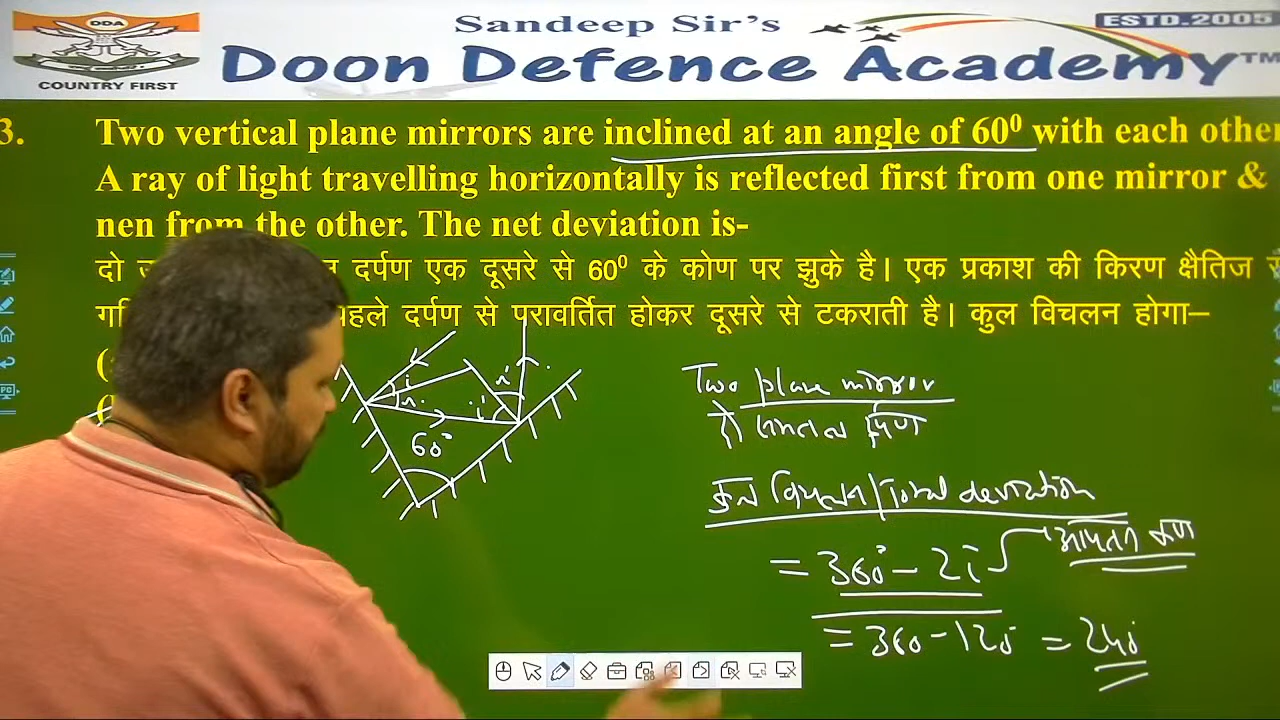 Sandeep Sir's
ESTD.2005
DDA
Doon Defence Academy™
COUNTRY FIRST
3. Two vertical plane mirrors are inclined at an angle of 60⁰ with each other
A ray of light travelling horizontally is reflected first from one mirror &
nen from the other. The net deviation is-
दो दर्पण एक दूसरे से 60⁰ के कोण पर झुके है। एक प्रकाश की किरण क्षैतिज
दर्पण से परावर्तित होकर दूसरे से टकराती है। कुल विचलन होगा–
Two plane mirror
60°
कुल विचलन/Total deviation
= 360° - 2i
= 360 - 120 = 240